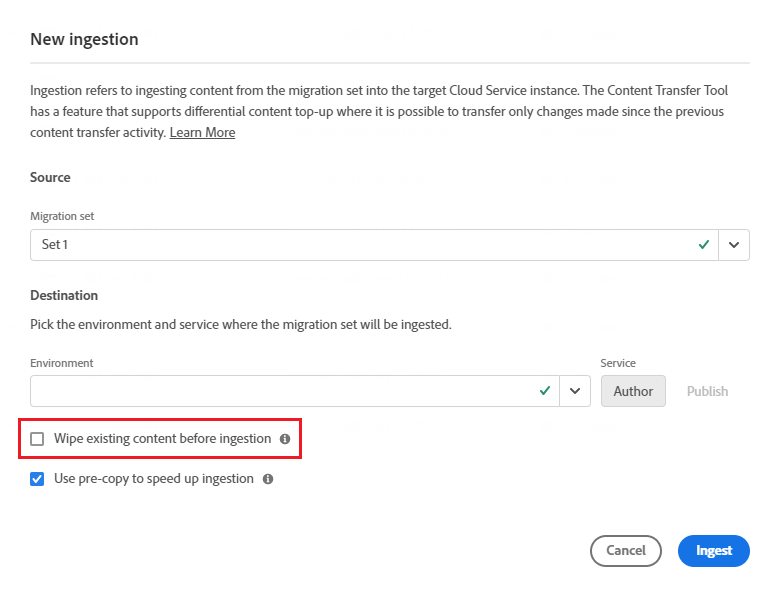 New ingestion
Ingestion refers to ingesting content from the migration set into the target Cloud Service instance. The Content Transfer Tool
has a feature that supports differential content top-up where it is possible to transfer only changes made since the previous
content transfer activity. Learn More
Source
Migration set
Set 1
Destination
Pick the environment and service where the migration set will be ingested.
Environment
Service
Author
Publish
Wipe existing content before ingestion
Use pre-copy to speed up ingestion
Cancel
Ingest